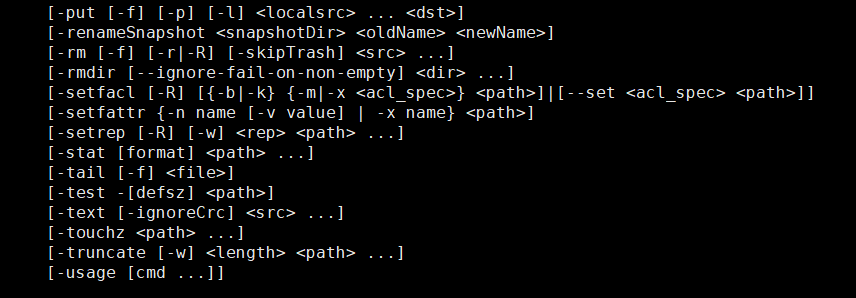 [-put [-f] [-p] [-l] <localsrc> ... <dst>]
[-renameSnapshot <snapshotDir> <oldName> <newName>]
[-rm [-f] [-r|-R] [-skipTrash] <src> ...]
[-rmdir [--ignore-fail-on-non-empty] <dir> ...]
[-setfacl [-R] [{-b|-k} {-m|-x <acl_spec>} <path>]|[--set <acl_spec> <path>]]
[-setfattr {-n name [-v value] | -x name} <path>]
[-setrep [-R] [-w] <rep> <path> ...]
[-stat [format] <path> ...]
[-tail [-f] <file>]
[-test -[defsz] <path>]
[-text [-ignoreCrc] <src> ...]
[-touchz <path> ...]
[-truncate [-w] <length> <path> ...]
[-usage [cmd ...]]